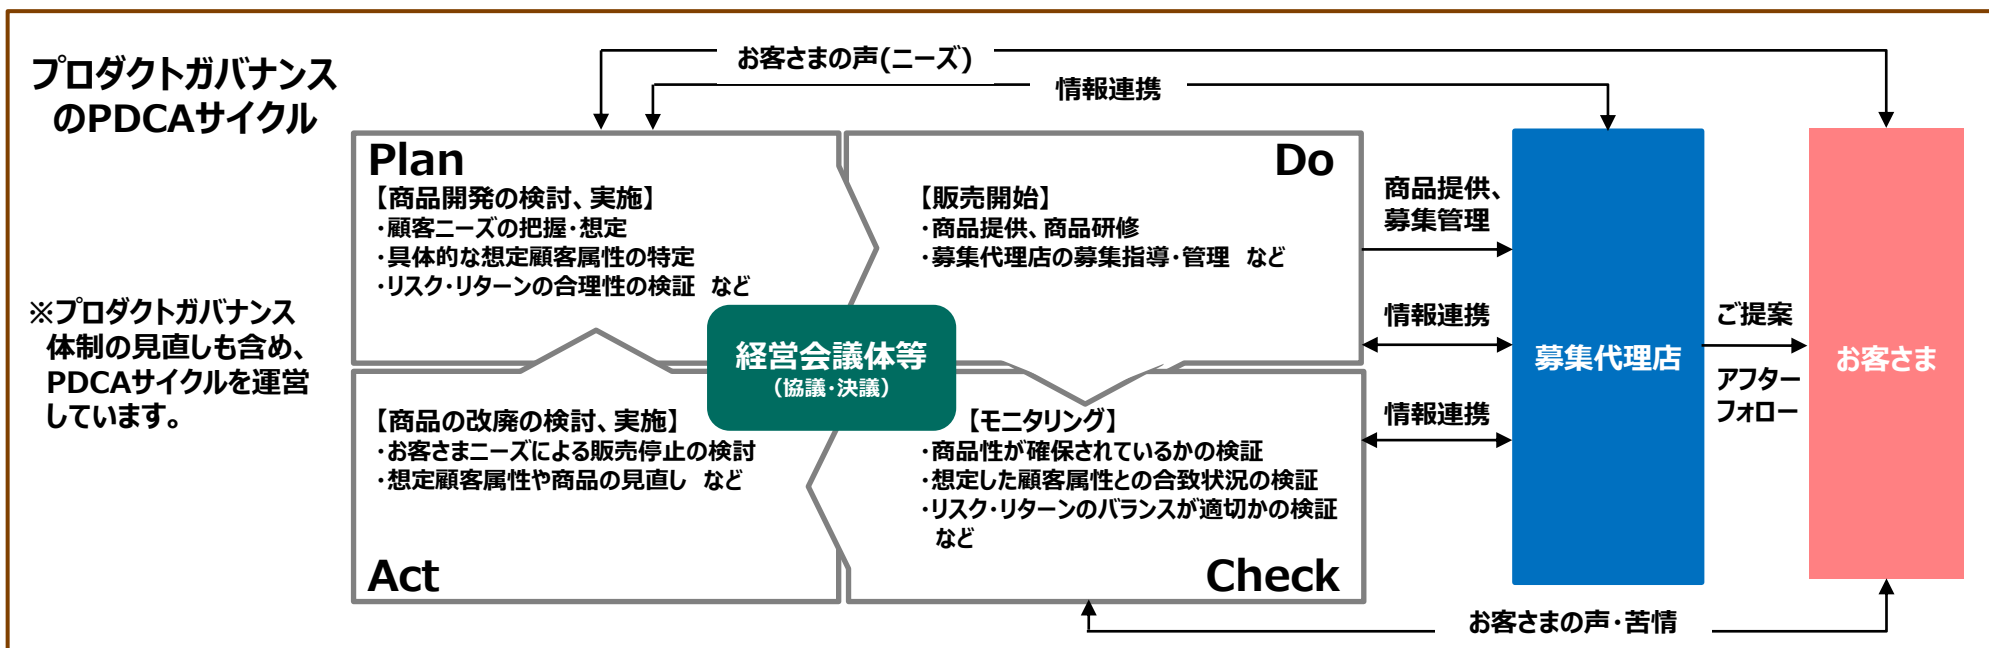 プロダクトガバナンス
のPDCAサイクル
※プロダクトガバナンス
体制の見直しも含め、
PDCAサイクルを運営
しています。
お客さまの声(ニーズ)
情報連携
Plan
【商品開発の検討、実施】
・顧客ニーズの把握・想定
・具体的な想定顧客属性の特定
・リスク・リターンの合理性の検証 など
Do
【販売開始】
・商品提供、商品研修
・募集代理店の募集指導・管理 など
経営会議体等
（協議・決議）
【商品の改廃の検討、実施】
・お客さまニーズによる販売停止の検討
・想定顧客属性や商品の見直し など
Act
【モニタリング】
・商品性が確保されているかの検証
・想定した顧客属性との合致状況の検証
・リスク・リターンのバランスが適切かの検証
など
Check
商品提供、
募集管理
情報連携
情報連携
募集代理店
ご提案
アフター
フォロー
お客さま
お客さまの声・苦情